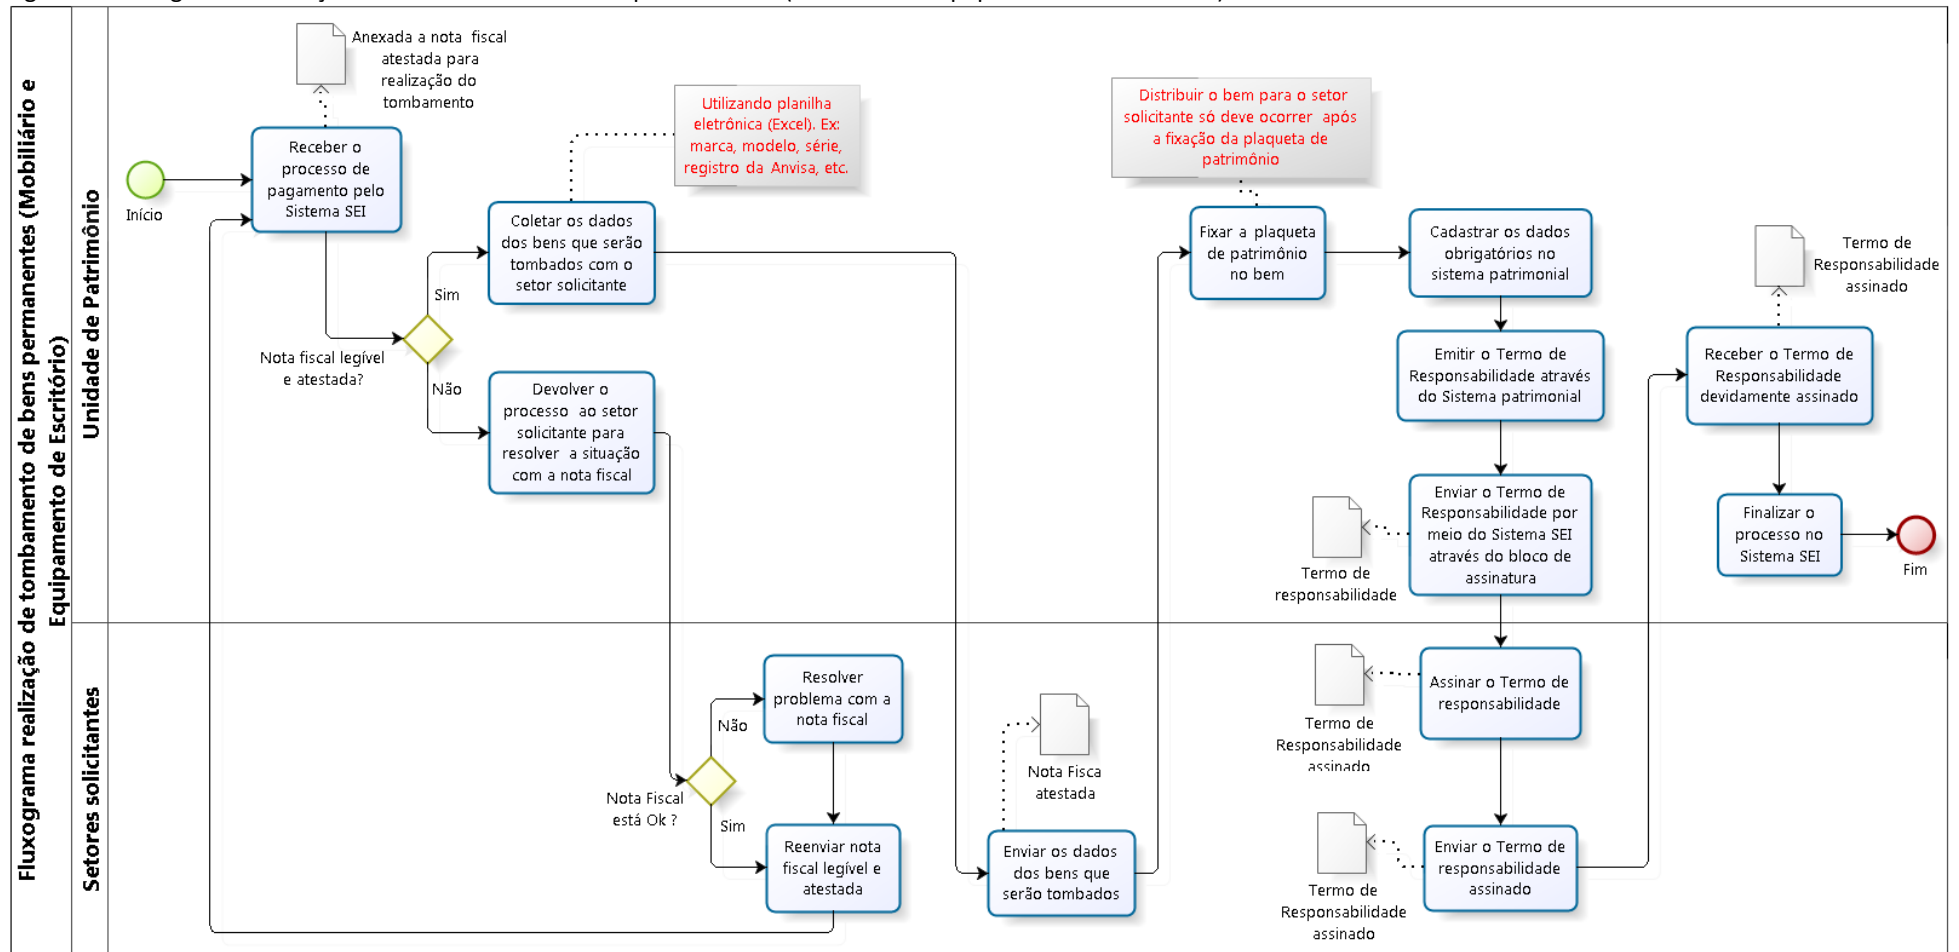 Fluxograma realização de tombamento de bens permanentes (Mobiliário e
Equipamento de Escritório)
Unidade de Patrimônio
Setores solicitantes
Início
Anexada a nota fiscal
atestada para
realização do
tombamento
Receber o
processo de
pagamento pelo
Sistema SEI
Nota fiscal legível
e atestada?
Sim
Não
Utilizando planilha
eletrônica (Excel). Ex:
marca, modelo, série,
registro da Anvisa, etc.
Coletar os dados
dos bens que serão
tombados com o
setor solicitante
Devolver o
processo ao setor
solicitante para
resolver a situação
com a nota fiscal
Nota Fiscal
está Ok ?
Não
Sim
Resolver
problema com a
nota fiscal
Reenviar nota
fiscal legível e
atestada
Nota Fisca
atestada
Enviar os dados
dos bens que
serão tombados
Distribuir o bem para o setor
solicitante só deve ocorrer após
a fixação da plaqueta de
patrimônio
Fixar a plaqueta
de patrimônio
no bem
Cadastrar os dados
obrigatórios no
sistema patrimonial
Emitir o Termo de
Responsabilidade através
do Sistema patrimonial
Enviar o Termo de
Responsabilidade por
meio do Sistema SEI
através do bloco de
assinatura
Termo de
responsabilidade
Assinar o Termo de
responsabilidade
Termo de
Responsabilidade
assinado
Enviar o Termo de
responsabilidade
assinado
Termo de
Responsabilidade
assinado
Termo de
Responsabilidade
assinado
Receber o Termo de
Responsabilidade
devidamente assinado
Finalizar o
processo no
Sistema SEI
Fim